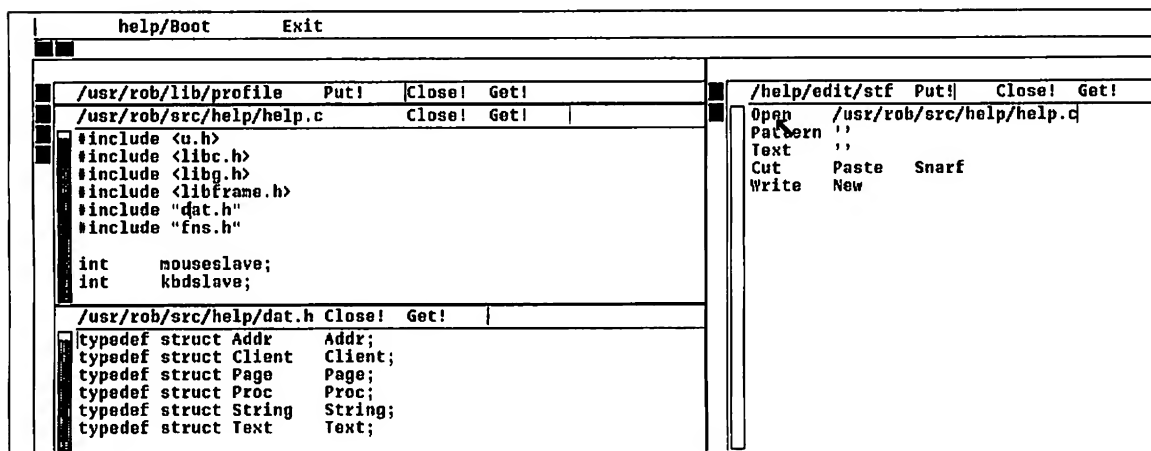 help/Boot Exit
/usr/rob/lib/profile Put! Close! Get!
/usr/rob/src/help/help.c Close! Get!
#include <u.h>
#include <libc.h>
#include <libg.h>
#include <libframe.h>
#include "dat.h"
#include "fns.h"
int mouseslave;
int kbdslave;
/usr/rob/src/help/dat.h Close! Get!
typedef struct Addr Addr;
typedef struct Client Client;
typedef struct Page Page;
typedef struct Proc Proc;
typedef struct String String;
typedef struct Text Text;
/help/edit/stf Put! Close! Get!
Open /usr/rob/src/help/help.c
Pattern ''
Text ''
Cut Paste Snarf
Write New